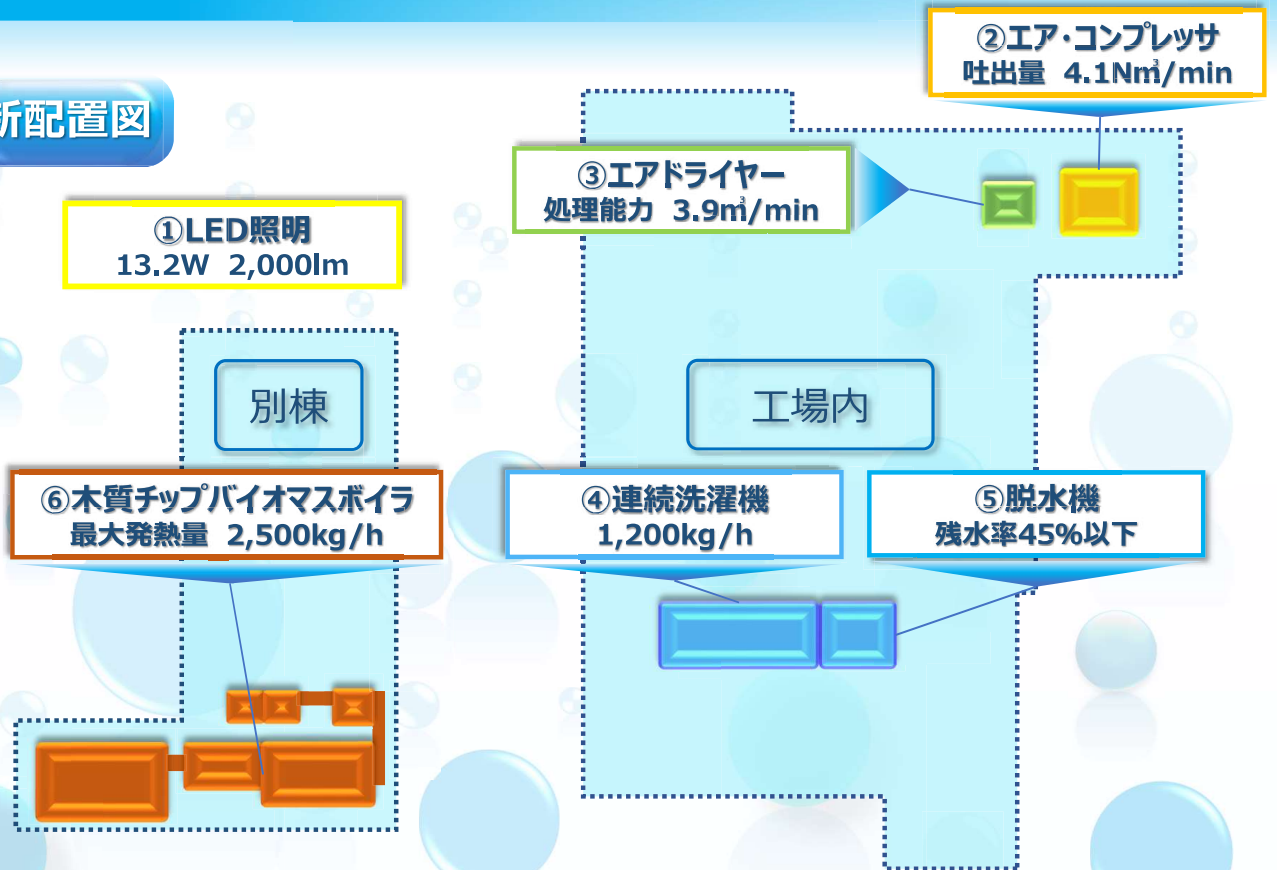 配置図
②エア・コンプレッサ
吐出量 4.1Nm³/min
③エアドライヤー
処理能力 3.9m³/min
①LED照明
13.2W 2,000lm
別棟
工場内
⑥木質チップバイオマスボイラ
最大発熱量 2,500kg/h
④連続洗濯機
1,200kg/h
⑤脱水機
残水率45%以下